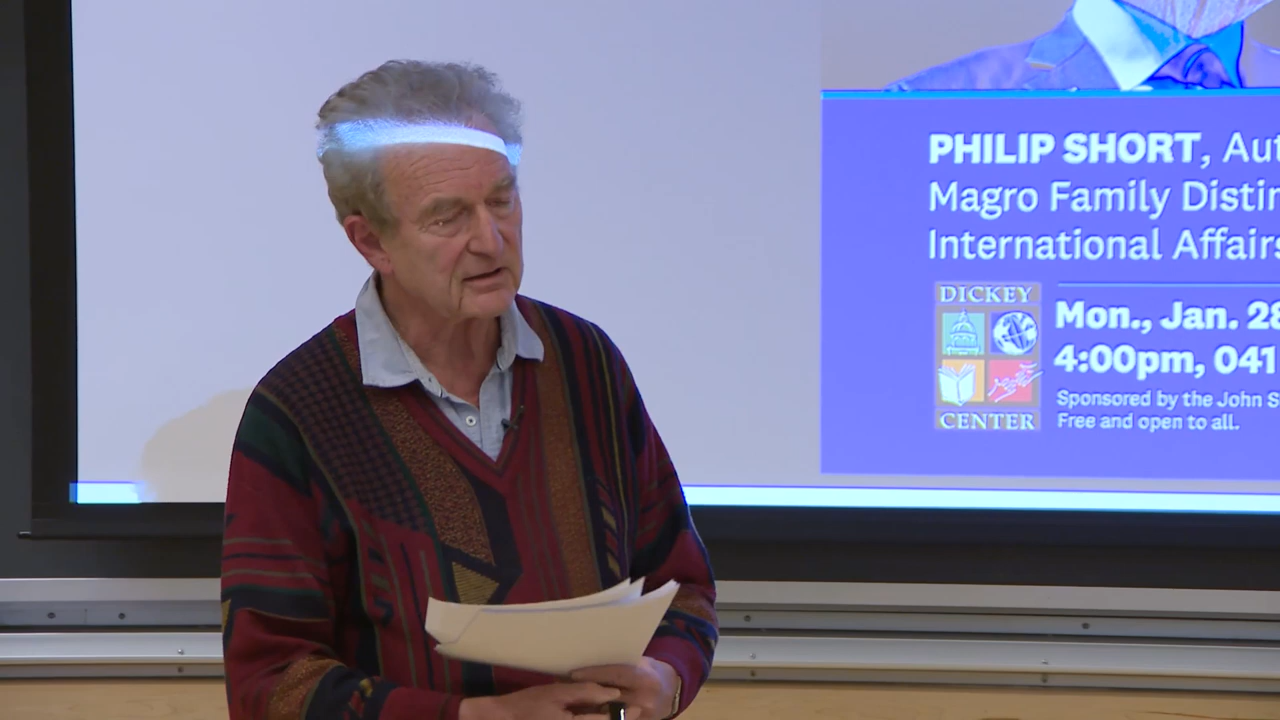 PHILIP SHORT, Aut
Magro Family Distin
International Affairs
DICKEY
CENTER
Mon., Jan. 28
4:00pm, 041
Sponsored by the John S
Free and open to all.